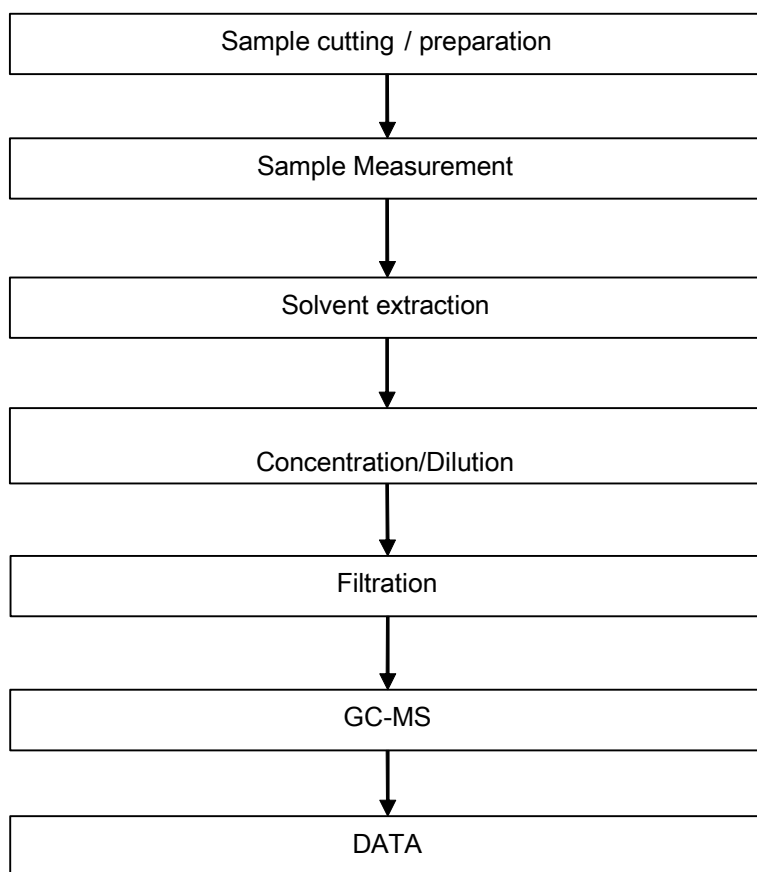 Sample cutting / preparation
Sample Measurement
Solvent extraction
Concentration/Dilution
Filtration
GC-MS
DATA